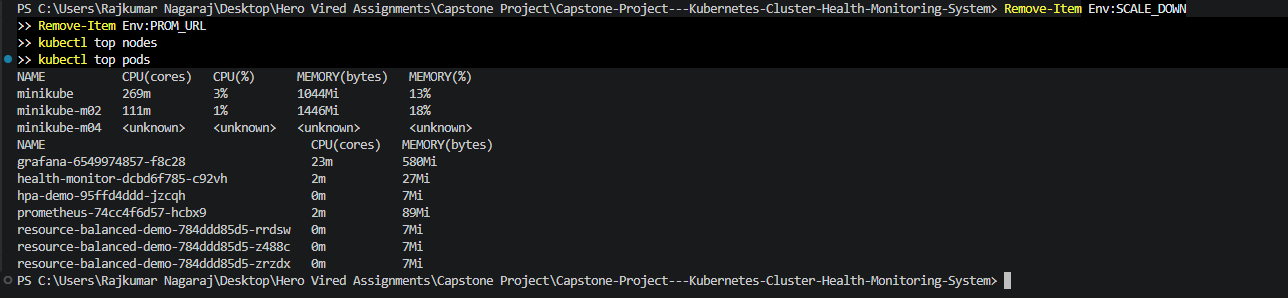 PS C:\Users\Rajkumar Nagaraj\Desktop\Hero Vired Assignments\Capstone Project\Capstone-Project---Kubernetes-Cluster-Health-Monitoring-System> Remove-Item Env:SCALE_DOWN
>> Remove-Item Env:PROM_URL
>> kubectl top nodes
>> kubectl top pods
NAME CPU(cores) CPU(%) MEMORY(bytes) MEMORY(%)
minikube 269m 3% 1044Mi 13%
minikube-m02 111m 1% 1446Mi 18%
minikube-m04 <unknown> <unknown> <unknown> <unknown>
NAME CPU(cores) MEMORY(bytes)
grafana-6549974857-f8c28 23m 580Mi
health-monitor-dcbd6f785-c92vh 2m 27Mi
hpa-demo-95ffd4ddd-jzcqh 0m 7Mi
prometheus-74cc4f6d57-hcbx9 2m 89Mi
resource-balanced-demo-784ddd85d5-rrdsw 0m 7Mi
resource-balanced-demo-784ddd85d5-z488c 0m 7Mi
resource-balanced-demo-784ddd85d5-zrzdx 0m 7Mi
PS C:\Users\Rajkumar Nagaraj\Desktop\Hero Vired Assignments\Capstone Project\Capstone-Project---Kubernetes-Cluster-Health-Monitoring-System>